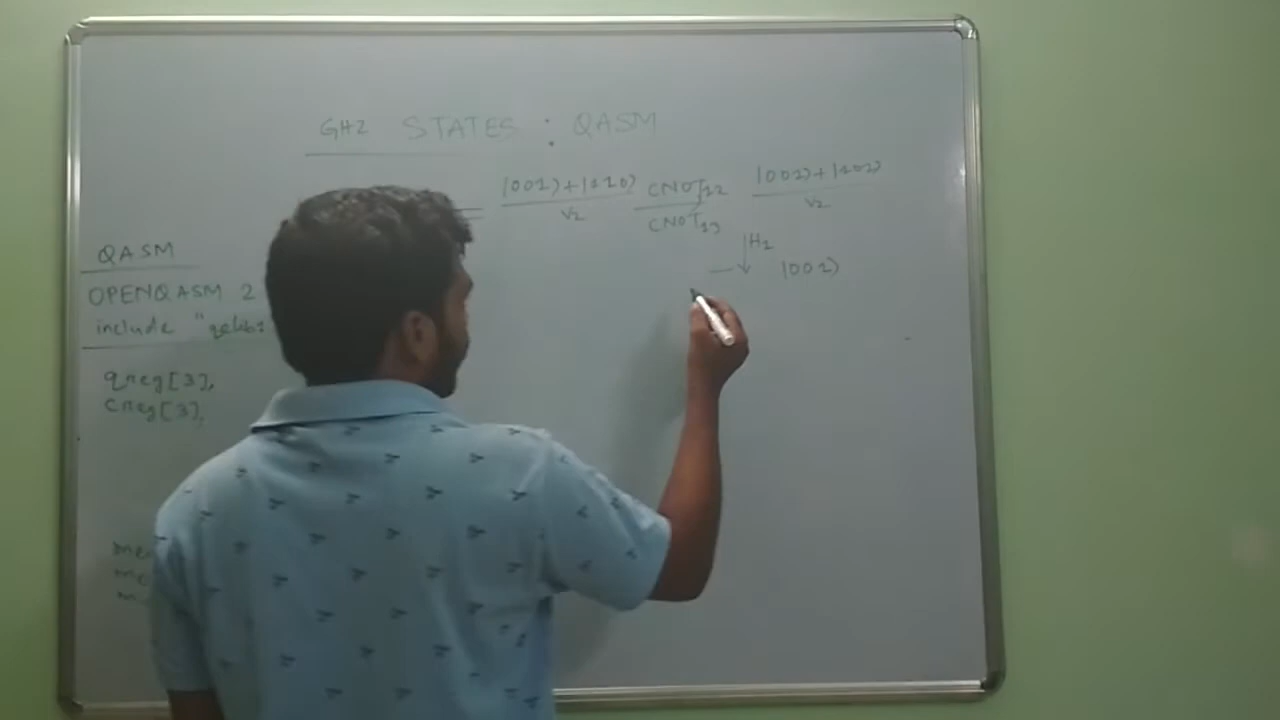 GHZ STATES : QASM
|001⟩+|110⟩ / √2 CNOT12 / CNOT13 |001⟩+|101⟩ / √2
↓H1
|001⟩
QASM
OPENQASM 2
include "qelib1
qreg[3],
creg[3],